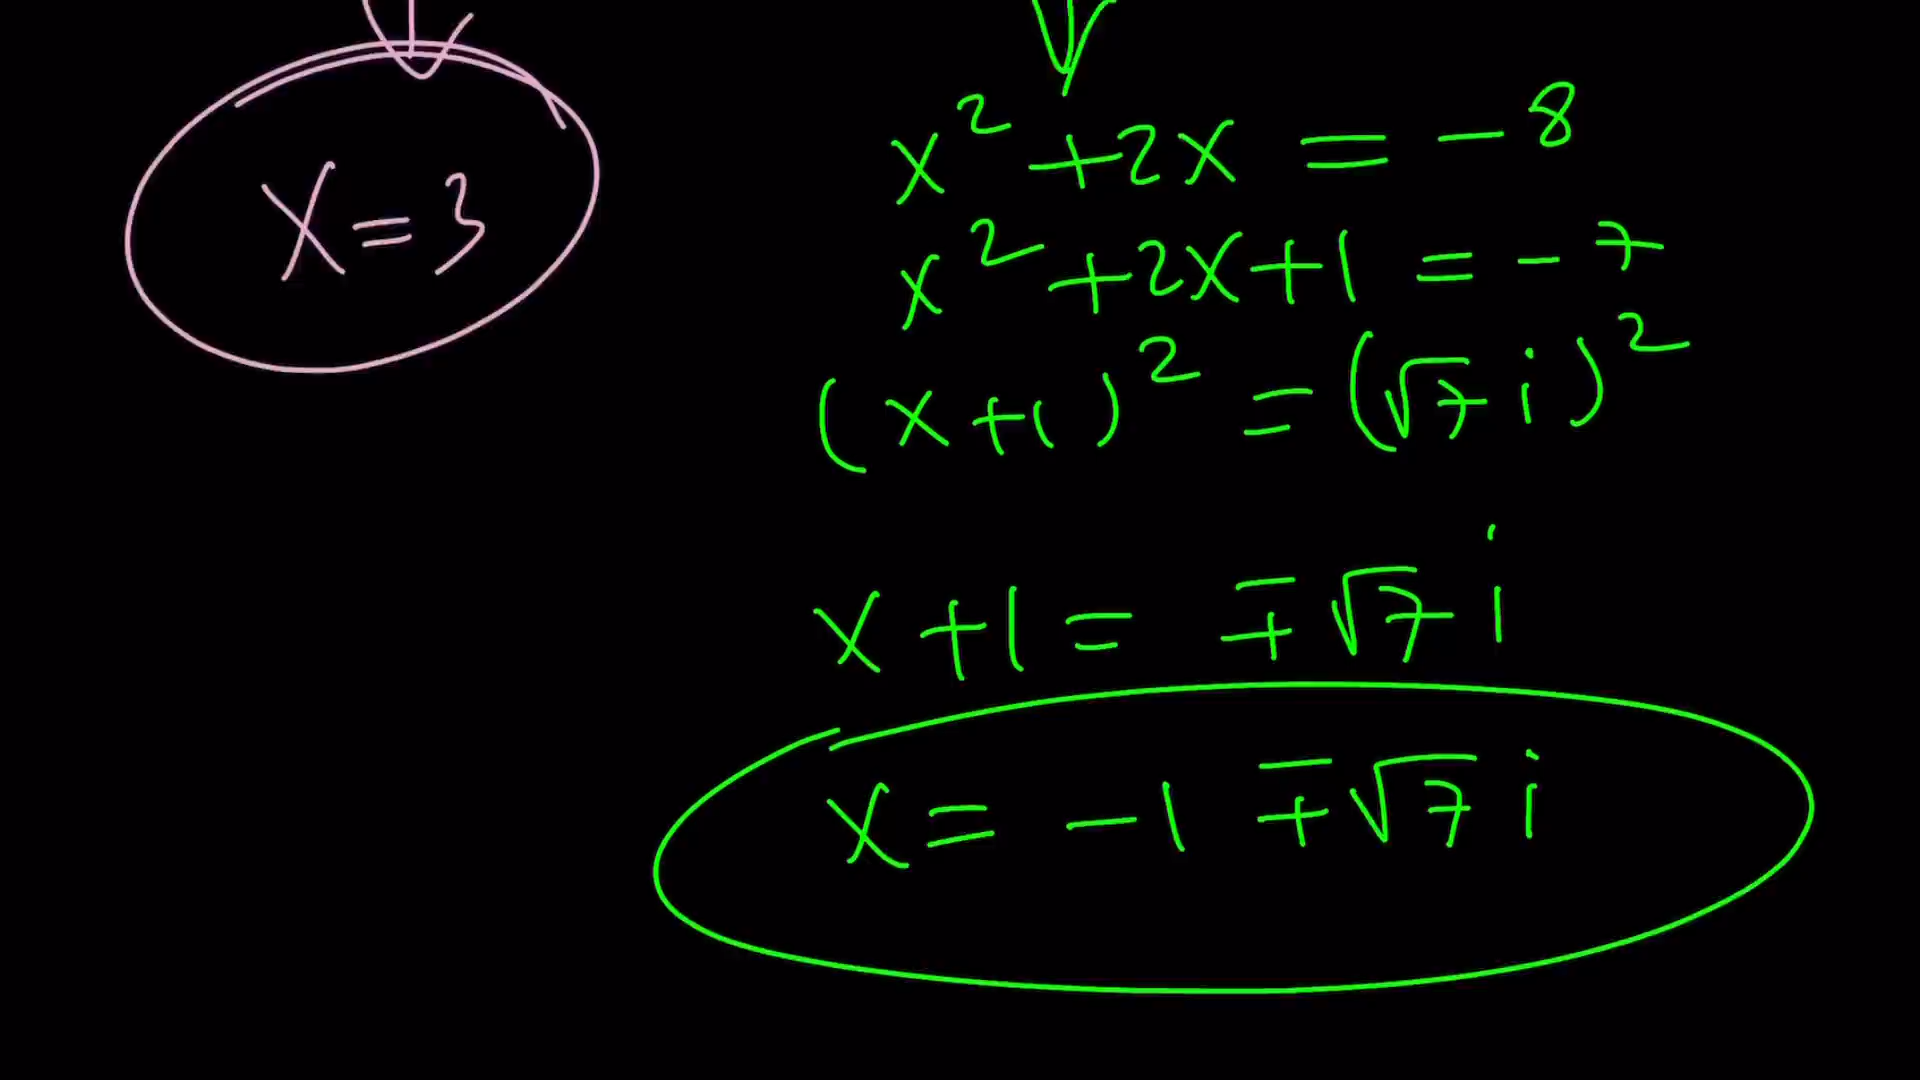 X=3
x² +2x = -8
x² +2x+1 = -7
(x+1)² = (√7 i)²
x+1 = ∓√7 i
x = -1 ∓√7 i